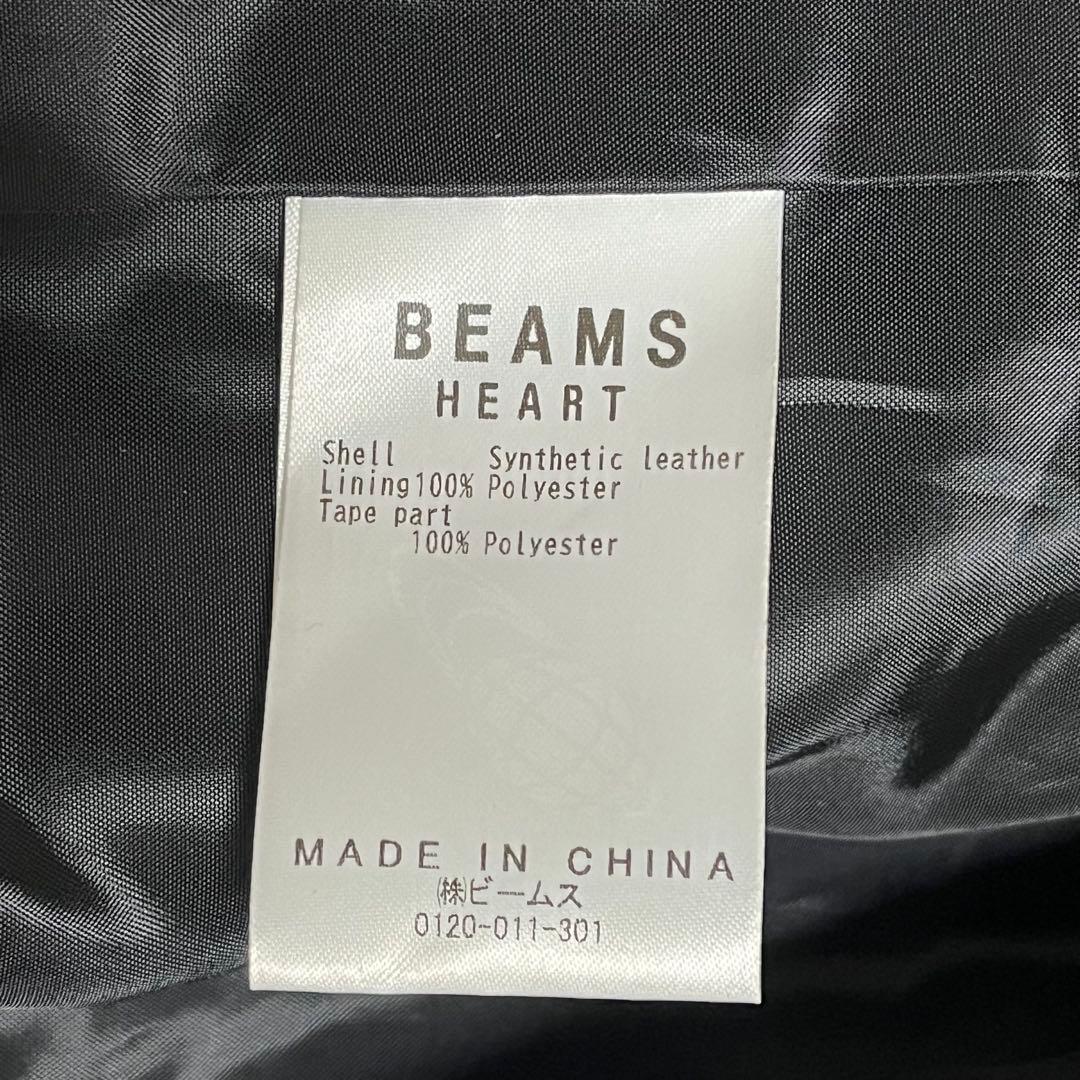 BEAMS
HEART
Shell Synthetic leather
Lining100% Polyester
Tape part
100% Polyester
MADE IN CHINA
㈱ビームス
0120-011-301